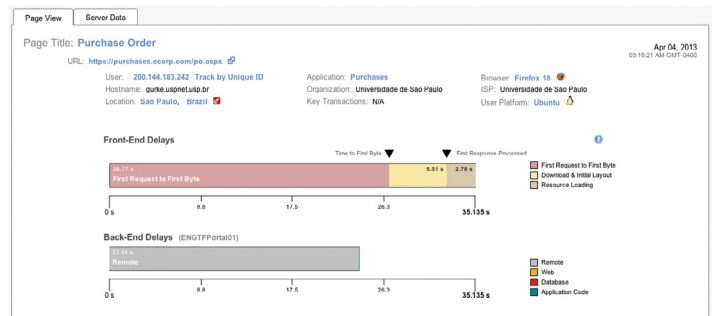 Page View Server Data
Page Title: Purchase Order
Apr 04, 2013
03:15:21 AM GMT-0400
URL: https://purchases.ecorp.com/po.aspx
User: 200.144.183.242 Track by Unique ID
Application: Purchases
Browser: Firefox 18
Hostname: gurke.uspnet.usp.br
Organization: Universidade de Sao Paulo
ISP: Universidade de Sao Paulo
Location: Sao Paulo, Brazil
Key Transactions: N/A
User Platform: Ubuntu
Front-End Delays
Time to First Byte
First Response Processed
26.77 s
5.51 s
2.78 s
First Request to First Byte
First Request to First Byte
Download & Initial Layout
Resource Loading
0 s 8.8 17.5 26.3 35.135 s
Back-End Delays (ENGTFPortal01)
Remote
Remote
Web
Database
Application Code
0 s 8.8 17.5 26.3 35.135 s